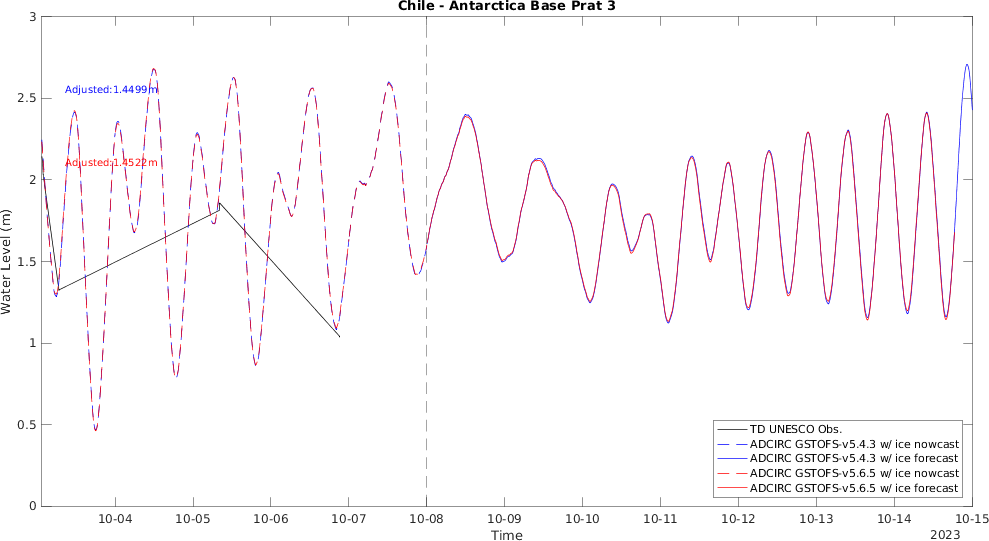 Chile - Antarctica Base Prat 3
3
2.5
2
1.5
1
0.5
0
Water Level (m)
Adjusted:1.4499m
Adjusted:1.4522m
TD UNESCO Obs.
ADCIRC GSTOFS-v5.4.3 w/ ice nowcast
ADCIRC GSTOFS-v5.4.3 w/ ice forecast
ADCIRC GSTOFS-v5.6.5 w/ ice nowcast
ADCIRC GSTOFS-v5.6.5 w/ ice forecast
10-04 10-05 10-06 10-07 10-08 10-09 10-10 10-11 10-12 10-13 10-14 10-15
Time
2023